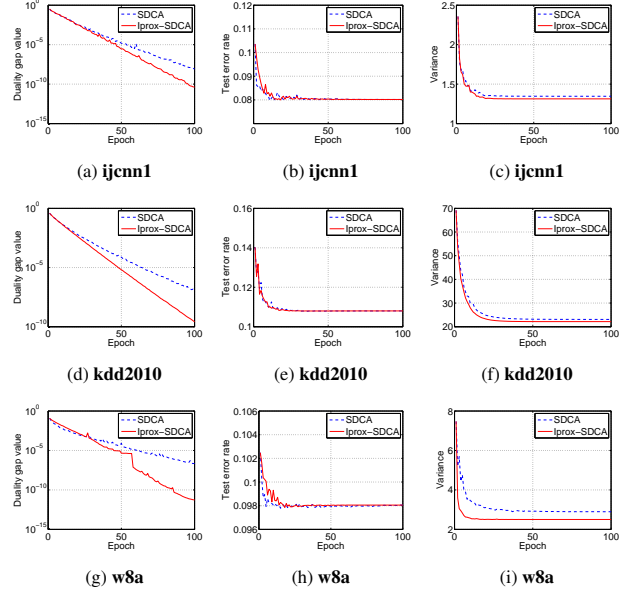 10^0
10^-5
10^-10
10^-15
0 50 100
Epoch
Duality gap value
SDCA
Iprox-SDCA
(a) ijcnn1
0.12
0.11
0.1
0.09
0.08
0.07
0 50 100
Epoch
Test error rate
SDCA
Iprox-SDCA
(b) ijcnn1
2.5
2
1.5
1
0 50 100
Epoch
Variance
SDCA
Iprox-SDCA
(c) ijcnn1
10^0
10^-5
10^-10
0 50 100
Epoch
Duality gap value
SDCA
Iprox-SDCA
(d) kdd2010
0.16
0.14
0.12
0.1
0 50 100
Epoch
Test error rate
SDCA
Iprox-SDCA
(e) kdd2010
70
60
50
40
30
20
0 50 100
Epoch
Variance
SDCA
Iprox-SDCA
(f) kdd2010
10^0
10^-5
10^-10
10^-15
0 50 100
Epoch
Duality gap value
SDCA
Iprox-SDCA
(g) w8a
0.106
0.104
0.102
0.1
0.098
0.096
0 50 100
Epoch
Test error rate
SDCA
Iprox-SDCA
(h) w8a
8
6
4
2
0 50 100
Epoch
Variance
SDCA
Iprox-SDCA
(i) w8a